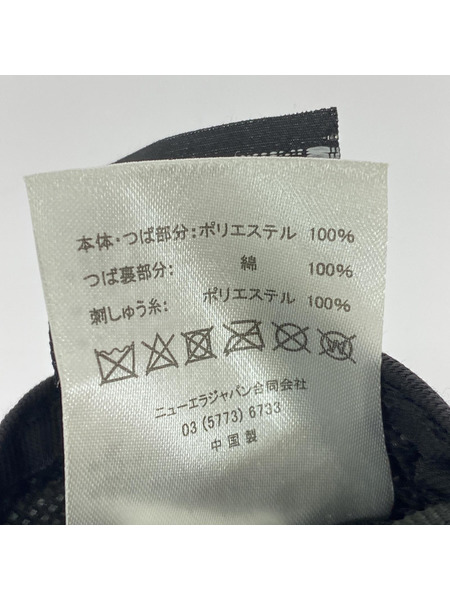 本体・つば部分：ポリエステル 100%
つば裏部分： 綿 100%
刺しゅう糸： ポリエステル 100%
ニューエラジャパン合同会社
03 (5773) 6733
中国製